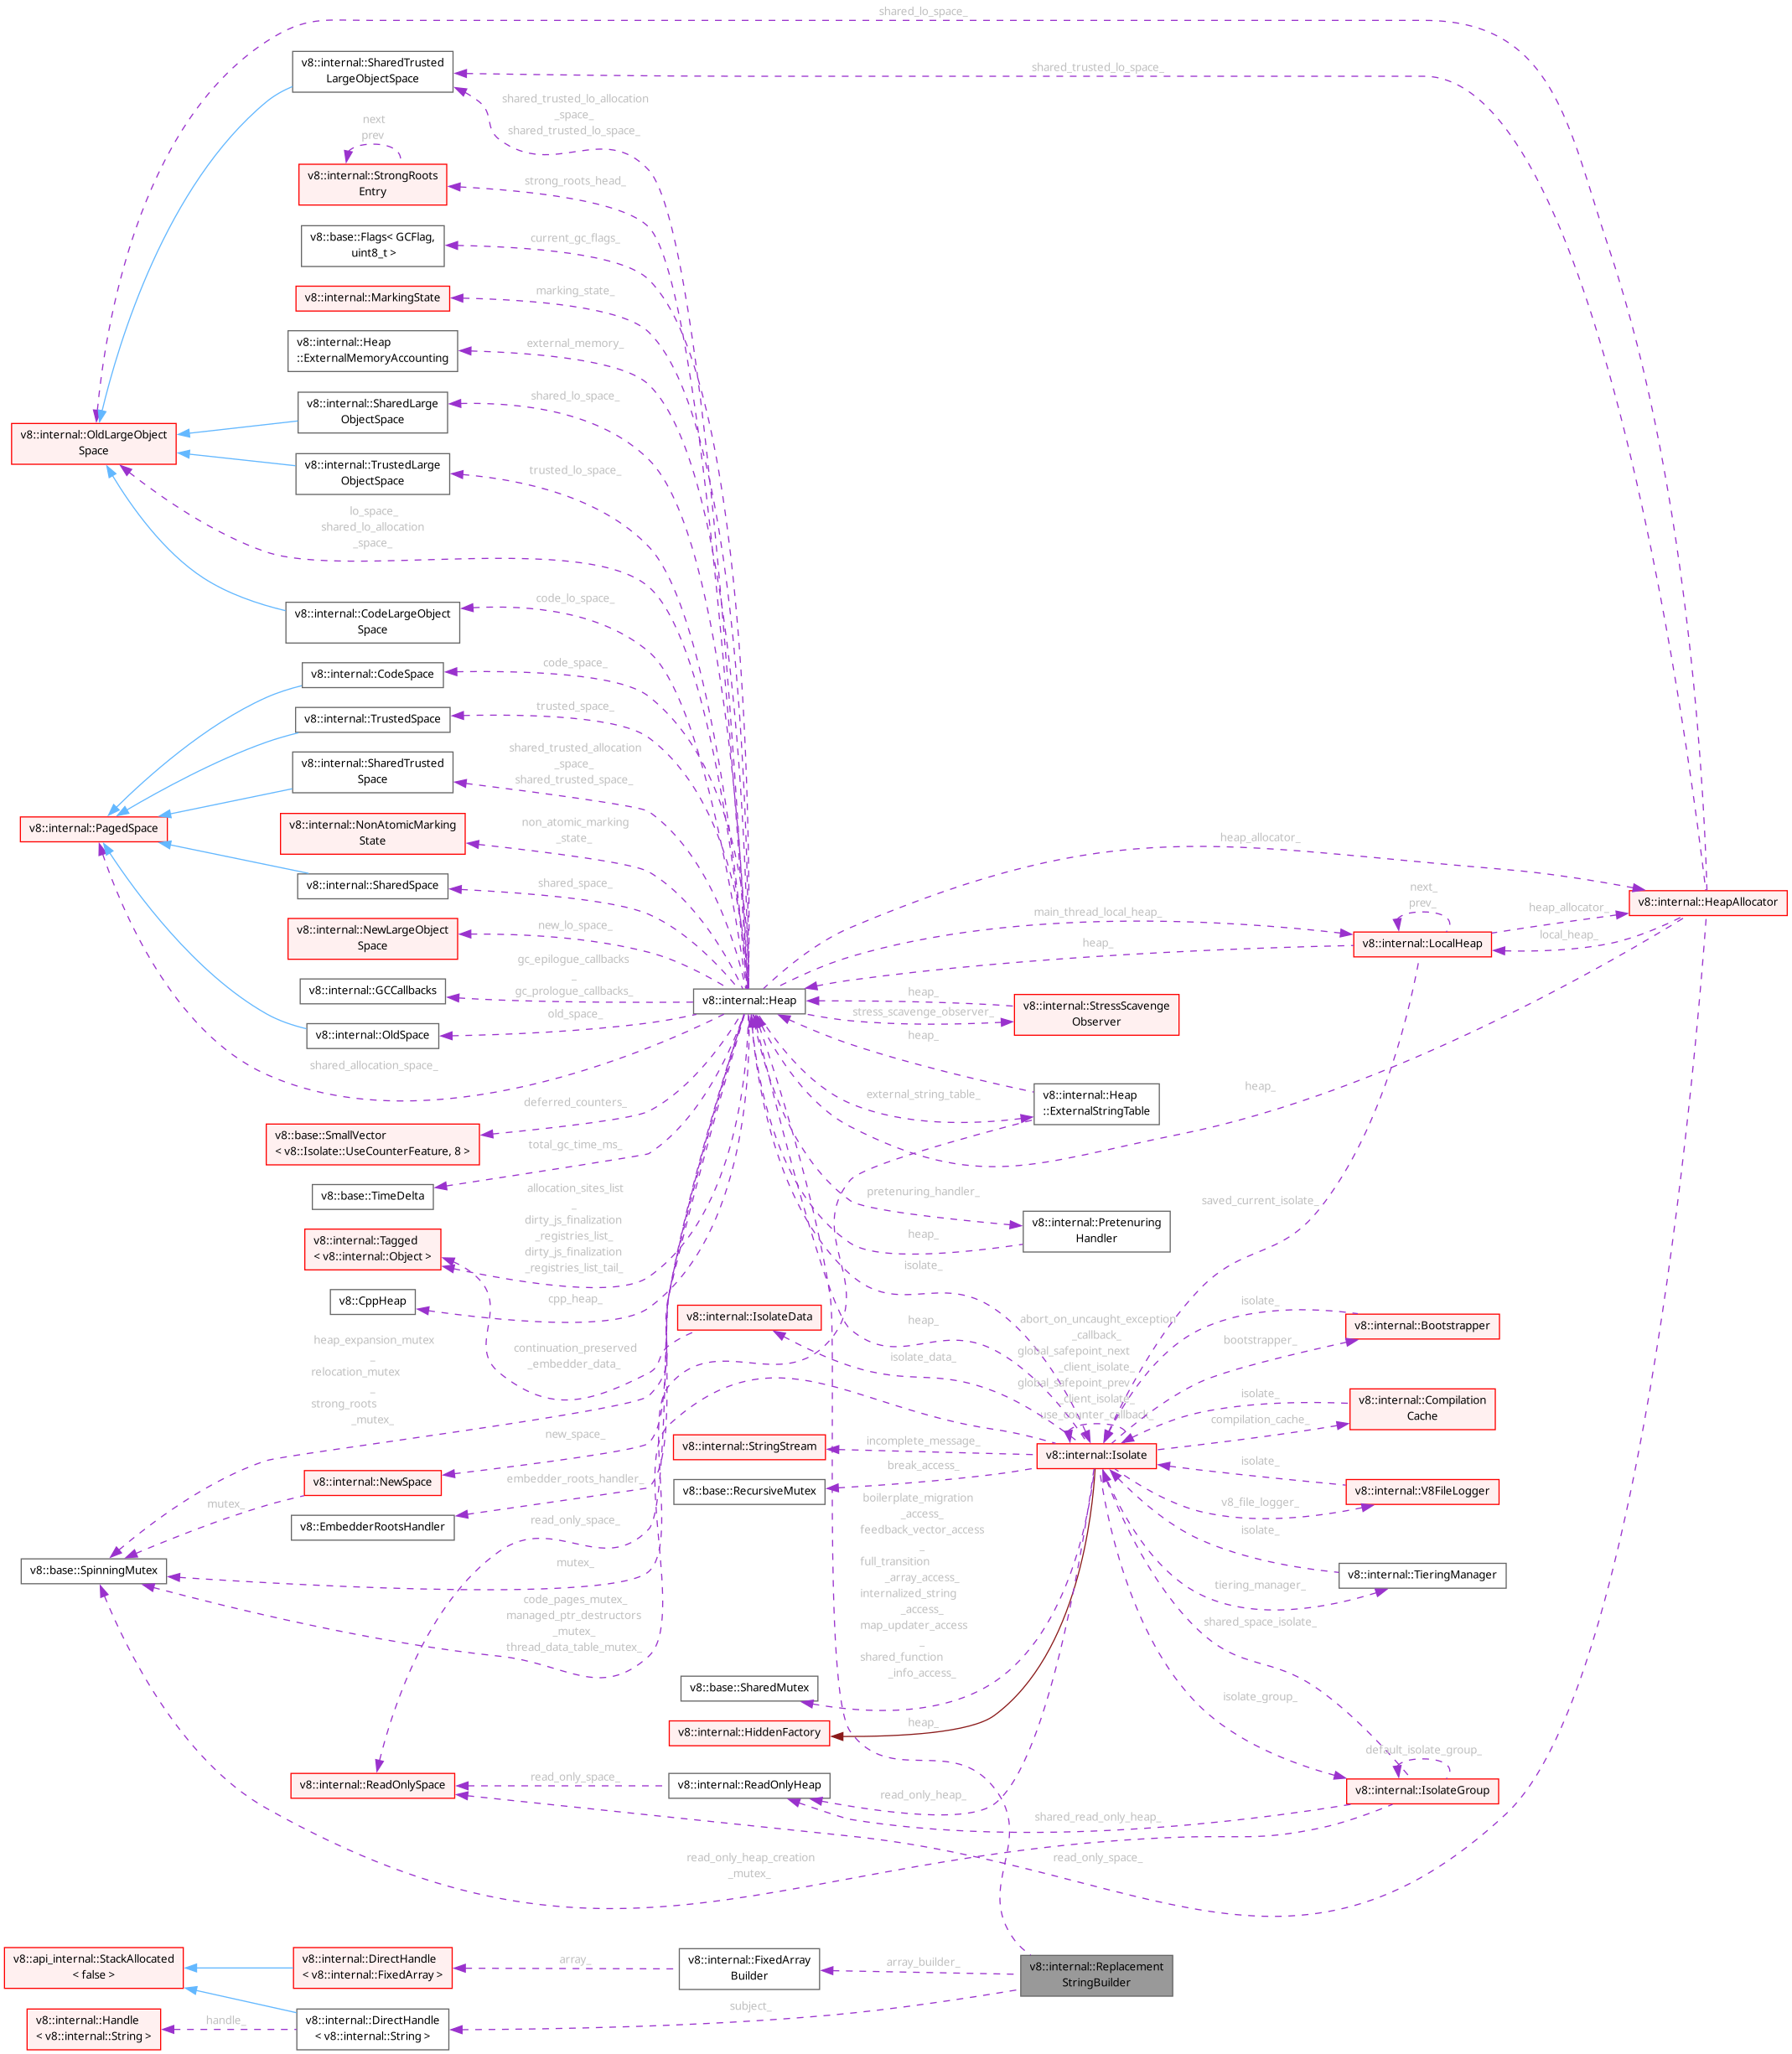 shared_lo_space_
v8::internal::SharedTrusted
LargeObjectSpace
shared_trusted_lo_space_
shared_trusted_lo_allocation
_space_
shared_trusted_lo_space_
next
prev
v8::internal::StrongRoots
Entry
strong_roots_head_
v8::base::Flags< GCFlag,
uint8_t >
current_gc_flags_
v8::internal::MarkingState
marking_state_
v8::internal::Heap
::ExternalMemoryAccounting
external_memory_
v8::internal::SharedLarge
ObjectSpace
shared_lo_space_
v8::internal::OldLargeObject
Space
v8::internal::TrustedLarge
ObjectSpace
trusted_lo_space_
lo_space_
shared_lo_allocation
_space_
v8::internal::CodeLargeObject
Space
code_lo_space_
v8::internal::CodeSpace
code_space_
v8::internal::TrustedSpace
trusted_space_
v8::internal::SharedTrusted
Space
shared_trusted_allocation
_space_
shared_trusted_space_
v8::internal::PagedSpace
v8::internal::NonAtomicMarking
State
non_atomic_marking
_state_
heap_allocator_
v8::internal::SharedSpace
shared_space_
v8::internal::HeapAllocator
v8::internal::NewLargeObject
Space
new_lo_space_
main_thread_local_heap_
next_
prev_
heap_allocator_
v8::internal::LocalHeap
local_heap_
heap_
gc_epilogue_callbacks
_
gc_prologue_callbacks_
v8::internal::GCCallbacks
v8::internal::Heap
heap_
stress_scavenge_observer_
v8::internal::StressScavenge
Observer
v8::internal::OldSpace
old_space_
heap_
shared_allocation_space_
external_string_table_
v8::internal::Heap
::ExternalStringTable
heap_
deferred_counters_
v8::base::SmallVector
< v8::Isolate::UseCounterFeature, 8 >
total_gc_time_ms_
v8::base::TimeDelta
pretenuring_handler_
v8::internal::Pretenuring
Handler
heap_
saved_current_isolate_
allocation_sites_list
_
dirty_js_finalization
_registries_list_
dirty_js_finalization
_registries_list_tail_
v8::internal::Tagged
< v8::internal::Object >
isolate_
v8::CppHeap
cpp_heap_
v8::internal::IsolateData
heap_
abort_on_uncaught_exception
_callback_
global_safepoint_next
_client_isolate_
global_safepoint_prev
_client_isolate_
use_counter_callback_
isolate_
v8::internal::Bootstrapper
bootstrapper_
heap_expansion_mutex
_
relocation_mutex
_
strong_roots
_mutex_
continuation_preserved
_embedder_data_
isolate_data_
isolate_
v8::internal::Compilation
Cache
compilation_cache_
new_space_
v8::internal::StringStream
incomplete_message_
v8::internal::Isolate
isolate_
v8::internal::NewSpace
embedder_roots_handler_
v8::base::RecursiveMutex
break_access_
v8::internal::V8FileLogger
v8_file_logger_
mutex_
v8::EmbedderRootsHandler
read_only_space_
boilerplate_migration
_access_
feedback_vector_access
_
full_transition
_array_access_
internalized_string
_access_
map_updater_access
_
shared_function
_info_access_
isolate_
v8::base::SpinningMutex
mutex_
v8::internal::TieringManager
tiering_manager_
code_pages_mutex_
managed_ptr_destructors
_mutex_
thread_data_table_mutex_
shared_space_isolate_
v8::base::SharedMutex
isolate_group_
v8::internal::HiddenFactory
heap_
default_isolate_group_
v8::internal::ReadOnlySpace
read_only_space_
v8::internal::ReadOnlyHeap
read_only_heap_
v8::internal::IsolateGroup
shared_read_only_heap_
read_only_heap_creation
_mutex_
read_only_space_
v8::api_internal::StackAllocated
< false >
v8::internal::DirectHandle
< v8::internal::FixedArray >
array_
v8::internal::FixedArray
Builder
array_builder_
v8::internal::Replacement
StringBuilder
subject_
v8::internal::Handle
< v8::internal::String >
handle_
v8::internal::DirectHandle
< v8::internal::String >